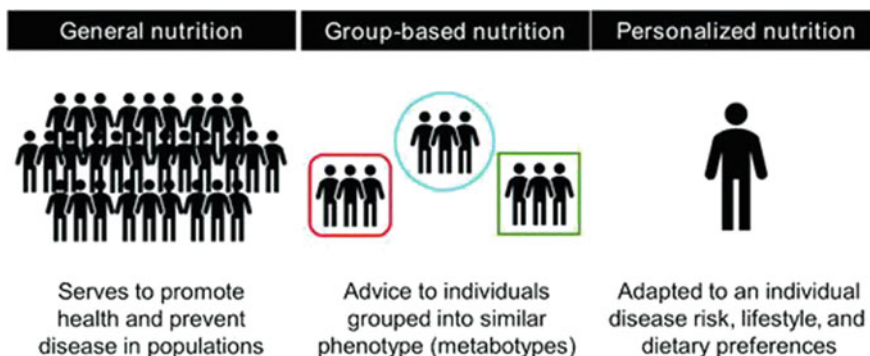 General nutrition
Group-based nutrition
Personalized nutrition
Serves to promote
health and prevent
disease in populations
Advice to individuals
grouped into similar
phenotype (metabotypes)
Adapted to an individual
disease risk, lifestyle, and
dietary preferences